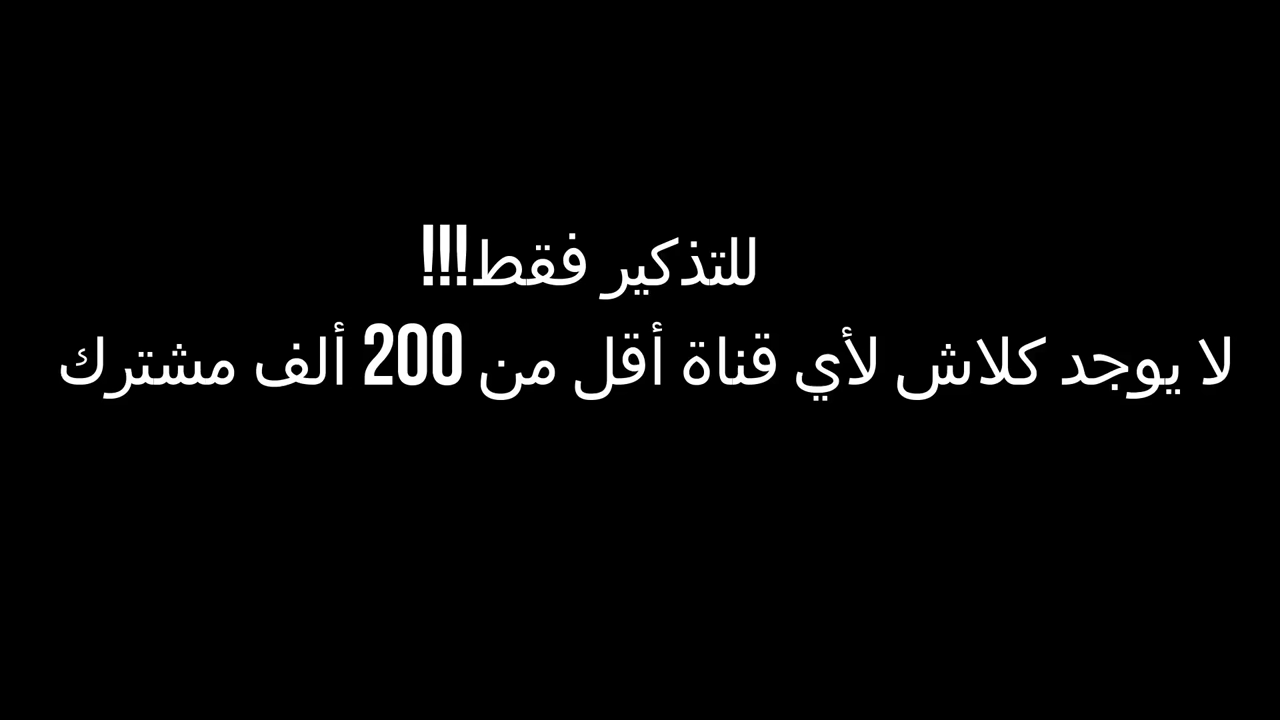 للتذكير فقط!!!
لا يوجد كلاش لأي قناة أقل من 200 ألف مشترك